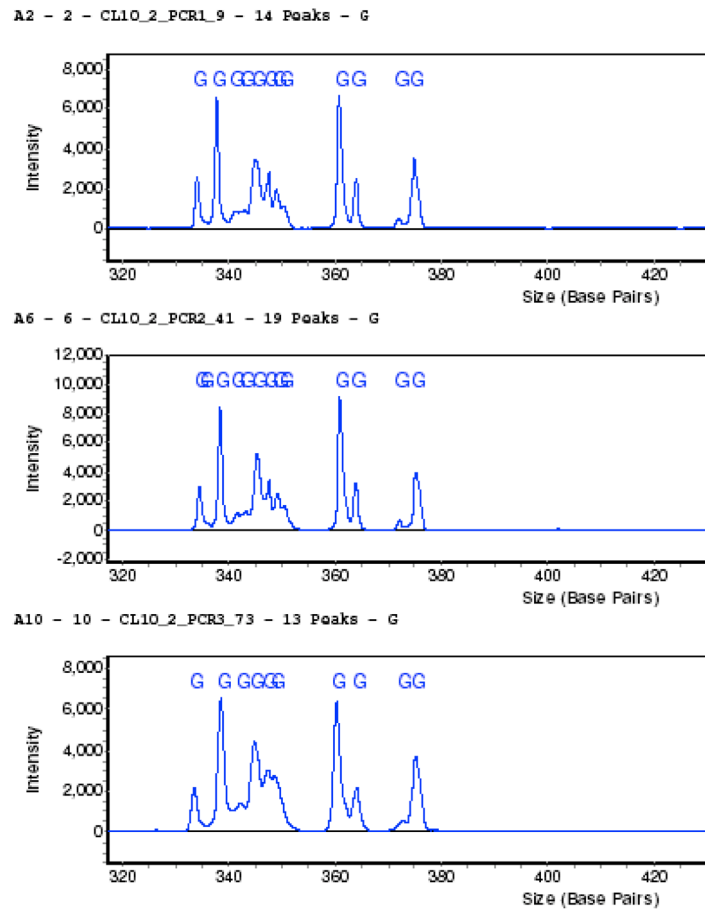 A2 - 2 - CL10_2_PCR1_9 - 14 Peaks - G
8,000
6,000
4,000
2,000
0
Intensity
G G GGGGGG G G G G
320 340 360 380 400 420
Size (Base Pairs)
A6 - 6 - CL10_2_PCR2_41 - 19 Peaks - G
12,000
10,000
8,000
6,000
4,000
2,000
0
-2,000
Intensity
GG G GGGGGG G G G G
320 340 360 380 400 420
Size (Base Pairs)
A10 - 10 - CL10_2_PCR3_73 - 13 Peaks - G
8,000
6,000
4,000
2,000
0
Intensity
G G GGGG G G GG
320 340 360 380 400 420
Size (Base Pairs)